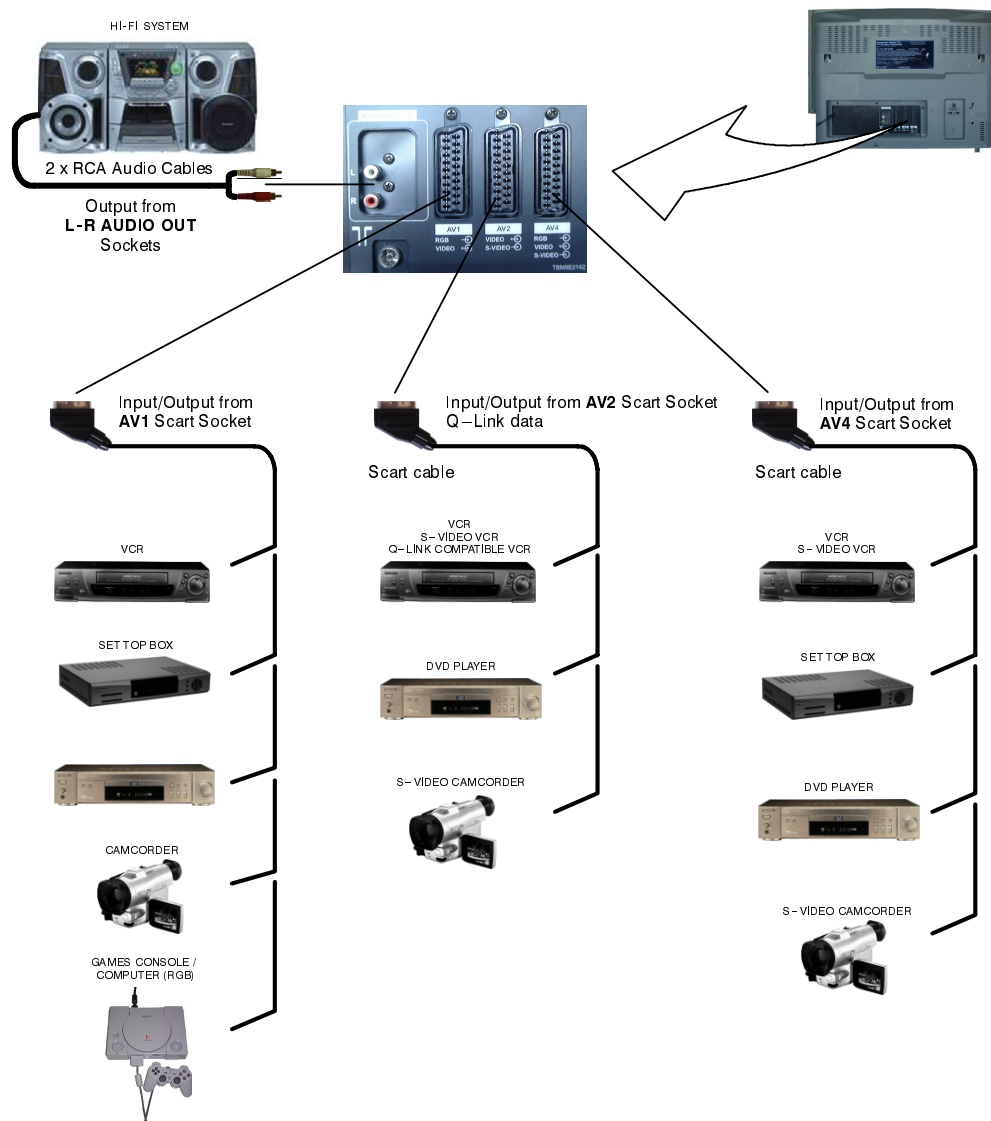 HI-FI SYSTEM
2 x RCA Audio Cables
Output from
L-R AUDIO OUT
Sockets
L
R
AV1
RGB
VIDEO
AV2
VIDEO
S-VIDEO
AV4
RGB
VIDEO
S-VIDEO
TBM8E2142
Input/Output from
AV1 Scart Socket
Input/Output from AV2 Scart Socket
Q–Link data
Scart cable
Input/Output from
AV4 Scart Socket
Scart cable
VCR
SET TOP BOX
CAMCORDER
GAMES CONSOLE /
COMPUTER (RGB)
VCR
S–VIDEO VCR
Q–LINK COMPATIBLE VCR
DVD PLAYER
S–VIDEO CAMCORDER
VCR
S–VIDEO VCR
SET TOP BOX
DVD PLAYER
S–VIDEO CAMCORDER